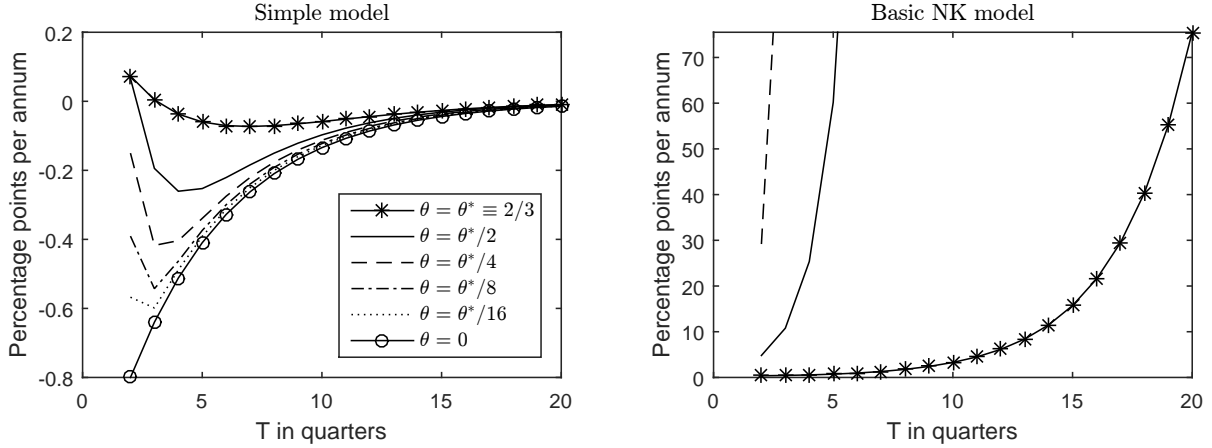 Simple model
Percentage points per annum
0.2
0
-0.2
-0.4
-0.6
-0.8
0
5
10
15
20
T in quarters
θ = θ* ≡ 2/3
θ = θ*/2
θ = θ*/4
θ = θ*/8
θ = θ*/16
θ = 0
Basic NK model
Percentage points per annum
70
60
50
40
30
20
10
0
0
5
10
15
20
T in quarters